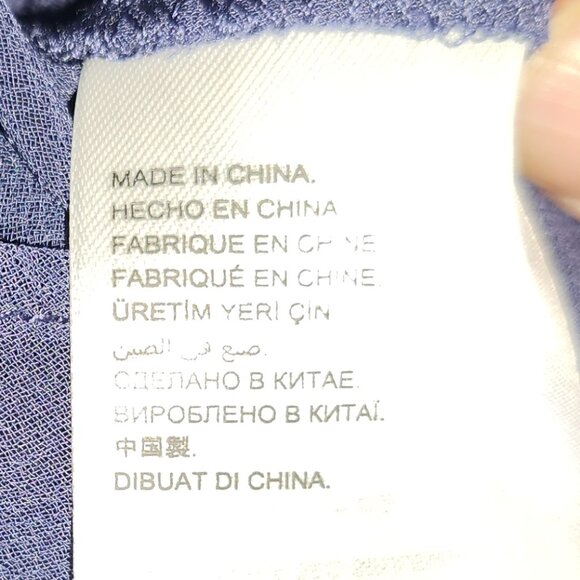 MADE IN CHINA.
HECHO EN CHINA
FABRIQUE EN CHINE
FABRIQUÉ EN CHINE.
ÜRETİM YERİ ÇİN
صنع في الصين.
СДЕЛАНО В КИТАЕ.
ВИРОБЛЕНО В КИТАЇ.
中国製.
DIBUAT DI CHINA.